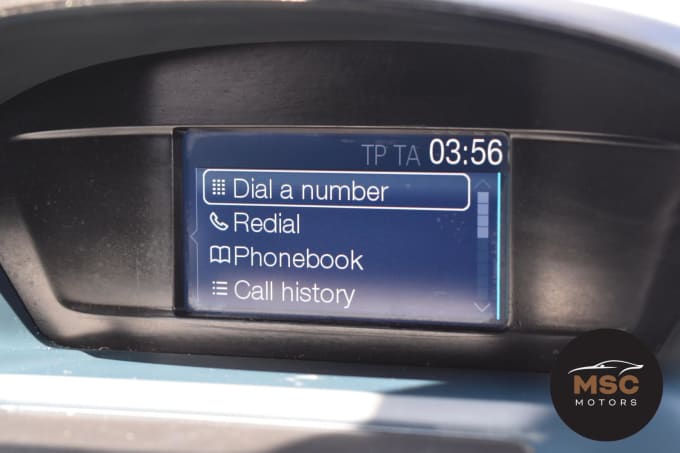 TP TA 03:56
Dial a number
Redial
Phonebook
Call history
MSC
MOTORS